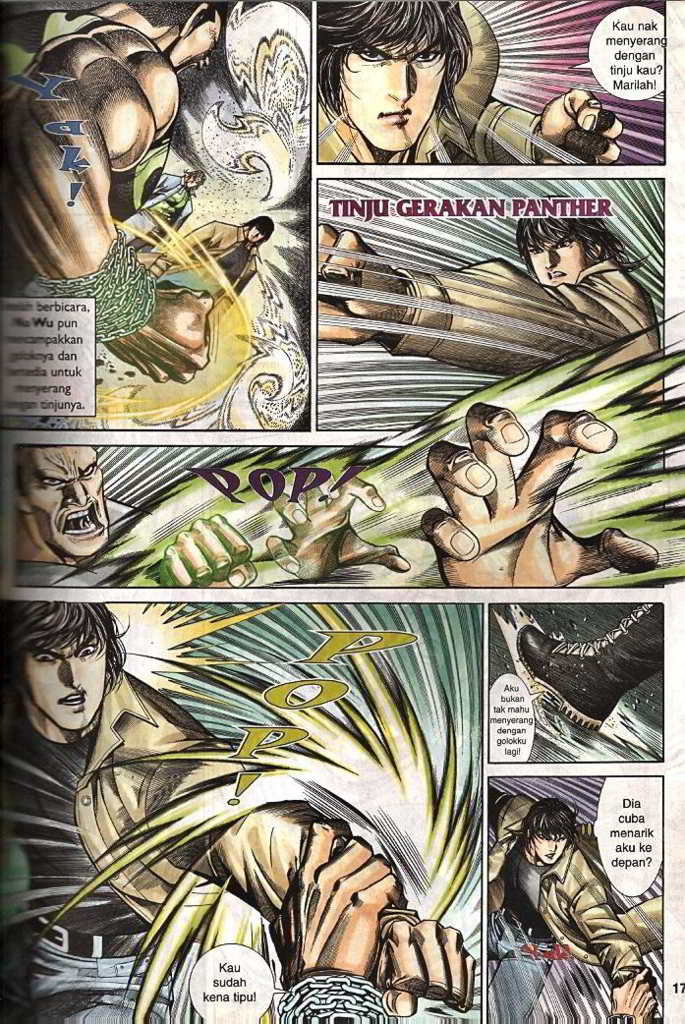 Yak!
berbicara,
Wu pun
dan
untuk
menyerang
tinjunya.
Kau nak
menyerang
dengan
tinju kau?
Marilah!
TINJU GERAKAN PANTHER
POP!
POP!
Kau
sudah
kena tipu!
Aku
bukan
tak mahu
menyerang
dengan
golokku
lagi!
Dia
cuba
menarik
aku ke
depan?
17